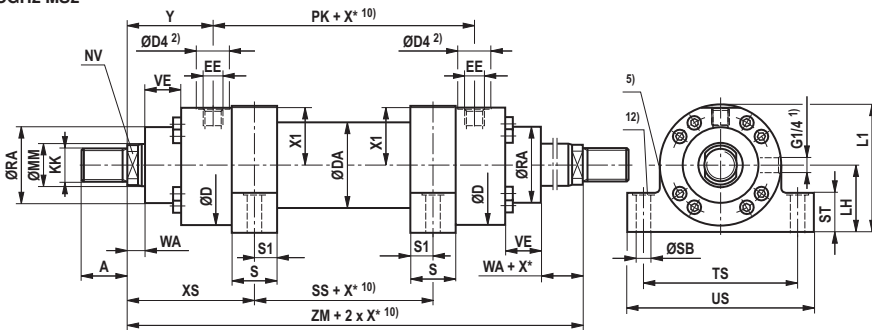 Y
PK + X* 10)
ØD4 2)
ØD4 2)
NV
EE
EE
VE
5)
12)
G1/4 1)
L1
X1
X1
ØRA
ØMM
KK
ØDA
ØRA
ØD
ØD
ST
LH
WA
S1
S1
VE
ØSB
A
S
S
WA + X*
TS
XS
SS + X* 10)
US
ZM + 2 x X* 10)